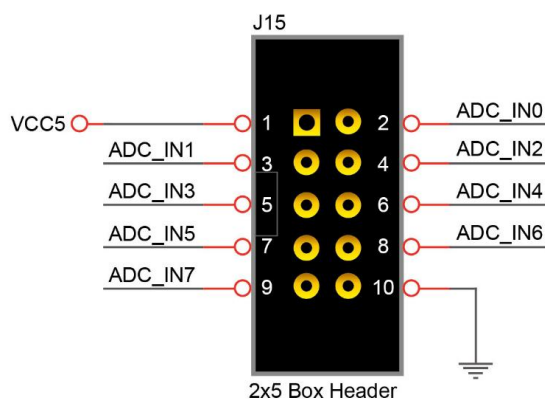 J15
VCC5 1 2 ADC_IN0
ADC_IN1 3 4 ADC_IN2
ADC_IN3 5 6 ADC_IN4
ADC_IN5 7 8 ADC_IN6
ADC_IN7 9 10
2x5 Box Header